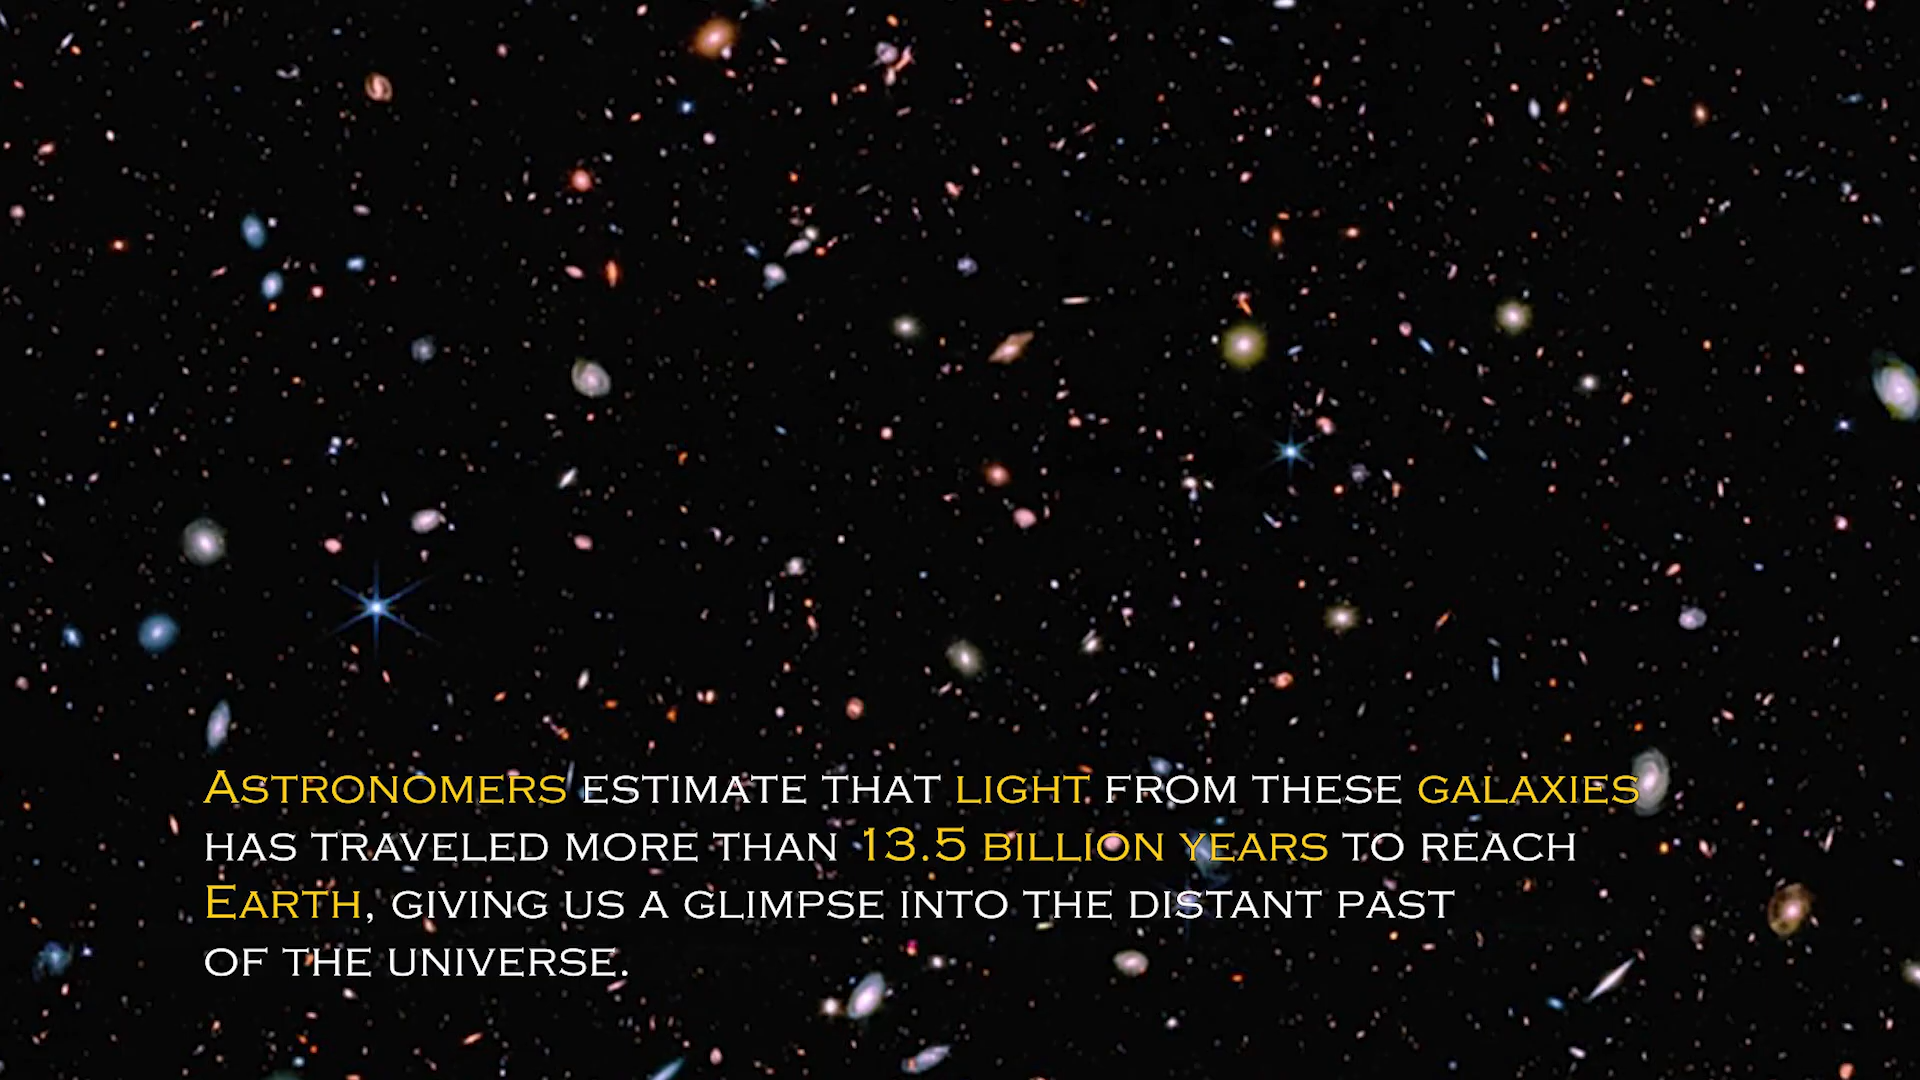 Astronomers estimate that light from these galaxies
has traveled more than 13.5 billion years to reach
Earth, giving us a glimpse into the distant past
of the universe.